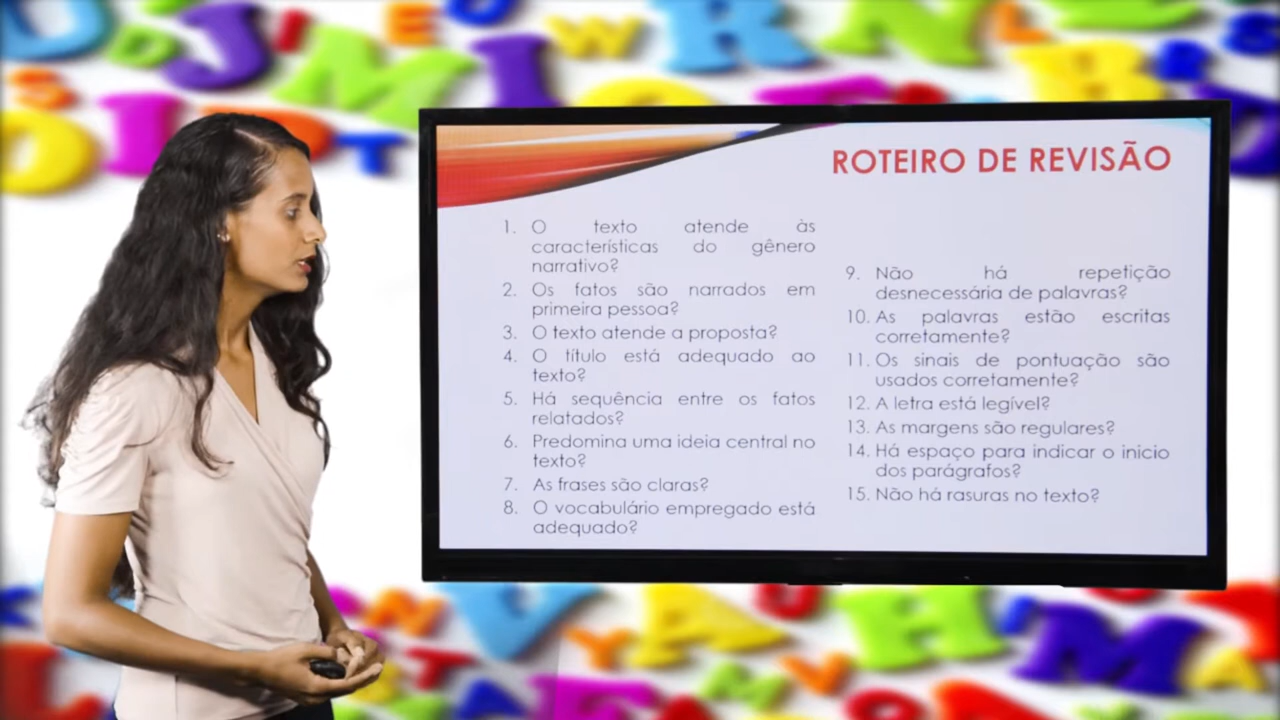 ROTEIRO DE REVISÃO
1. O texto atende às
características do gênero
narrativo?
2. Os fatos são narrados em
primeira pessoa?
3. O texto atende a proposta?
4. O título está adequado ao
texto?
5. Há sequência entre os fatos
relatados?
6. Predomina uma ideia central no
texto?
7. As frases são claras?
8. O vocabulário empregado está
adequado?
9. Não há repetição
desnecessária de palavras?
10. As palavras estão escritas
corretamente?
11. Os sinais de pontuação são
usados corretamente?
12. A letra está legível?
13. As margens são regulares?
14. Há espaço para indicar o inicio
dos parágrafos?
15. Não há rasuras no texto?